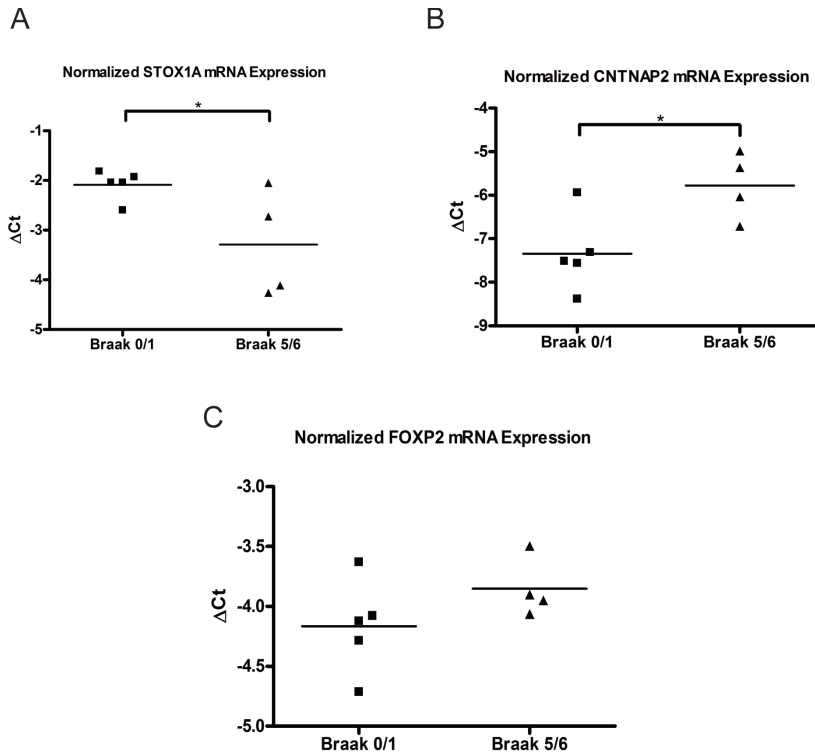 A
Normalized STOX1A mRNA Expression
*
-1
-2
-3
-4
-5
ΔCt
Braak 0/1
Braak 5/6
B
Normalized CNTNAP2 mRNA Expression
*
-4
-5
-6
-7
-8
-9
ΔCt
Braak 0/1
Braak 5/6
C
Normalized FOXP2 mRNA Expression
-3.0
-3.5
-4.0
-4.5
-5.0
ΔCt
Braak 0/1
Braak 5/6